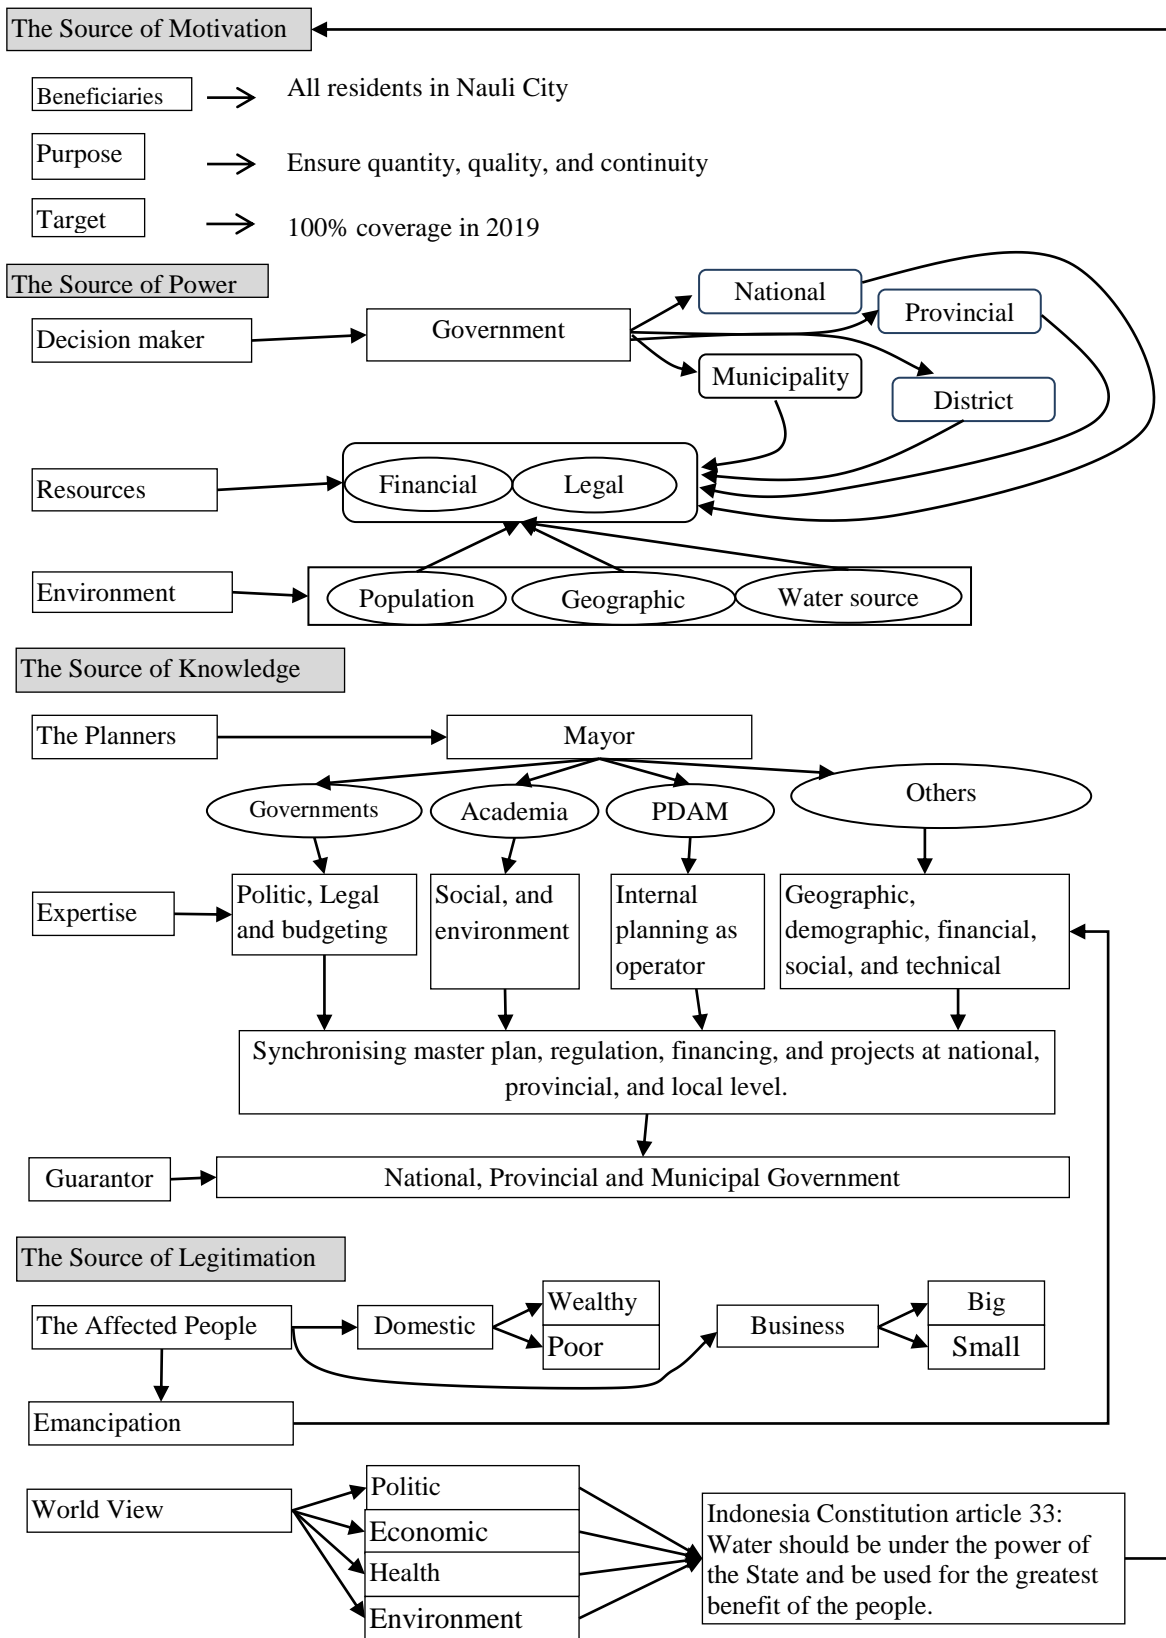 The Source of Motivation
Beneficiaries
All residents in Nauli City
Purpose
Ensure quantity, quality, and continuity
Target
100% coverage in 2019
The Source of Power
National
Provincial
Decision maker
Government
Municipality
District
Resources
Financial
Legal
Environment
Population
Geographic
Water source
The Source of Knowledge
The Planners
Mayor
Governments
Academia
PDAM
Others
Expertise
Politic, Legal
and budgeting
Social, and
environment
Internal
planning as
operator
Geographic,
demographic, financial,
social, and technical
Synchronising master plan, regulation, financing, and projects at national,
provincial, and local level.
Guarantor
National, Provincial and Municipal Government
The Source of Legitimation
The Affected People
Domestic
Wealthy
Poor
Business
Big
Small
Emancipation
World View
Politic
Economic
Health
Environment
Indonesia Constitution article 33:
Water should be under the power of
the State and be used for the greatest
benefit of the people.